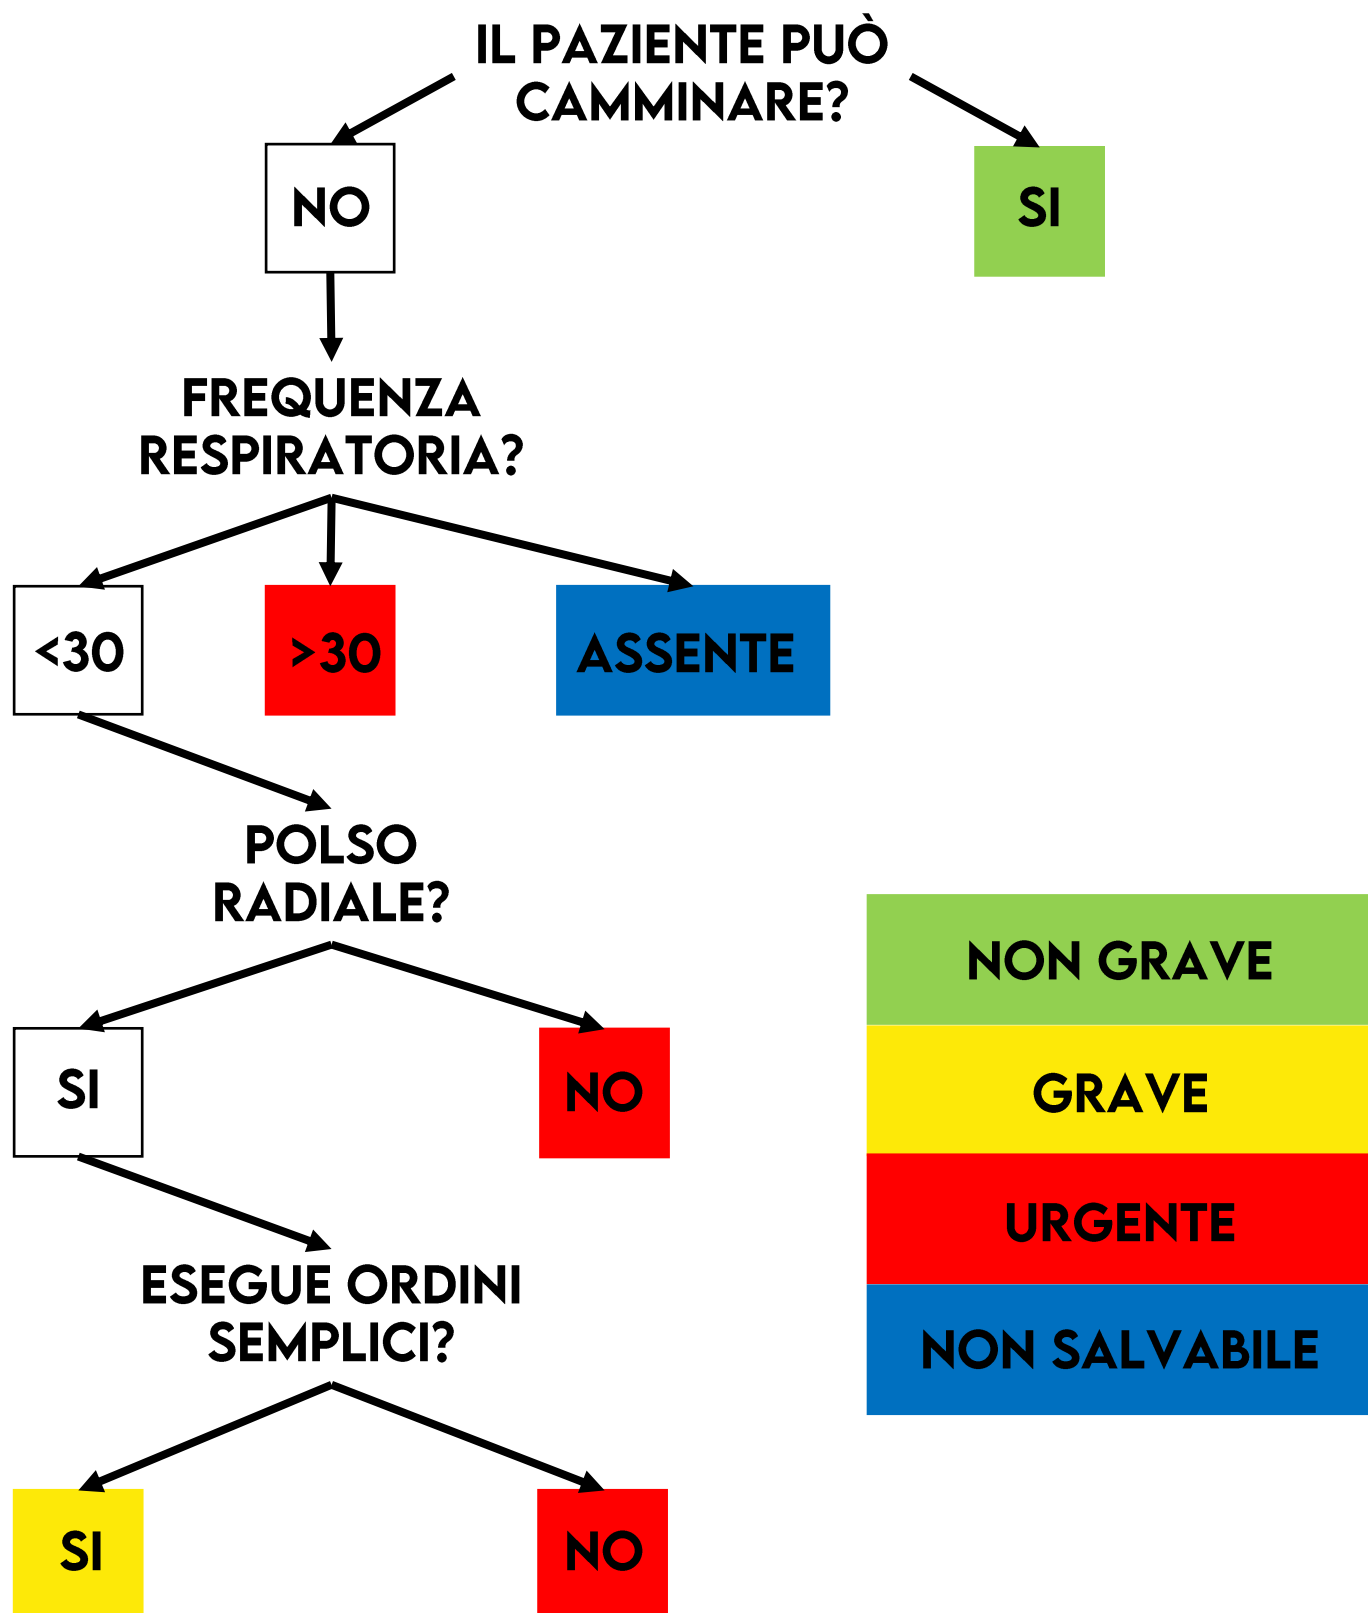 IL PAZIENTE PUÒ
CAMMINARE?
NO
SI
FREQUENZA
RESPIRATORIA?
<30
>30
ASSENTE
POLSO
RADIALE?
SI
NO
ESEGUE ORDINI
SEMPLICI?
SI
NO
NON GRAVE
GRAVE
URGENTE
NON SALVABILE